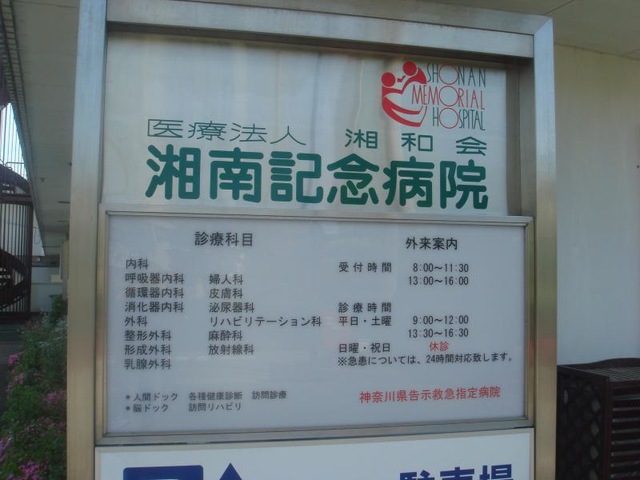 SHONAN
MEMORIAL
HOSPITAL
医療法人 湘和会
湘南記念病院
診療科目
内科
呼吸器内科 婦人科
循環器内科 皮膚科
消化器内科 泌尿器科
外科 リハビリテーション科
整形外科 麻酔科
形成外科 放射線科
乳腺外科
*人間ドック 各種健康診断 訪問診療
*脳ドック 訪問リハビリ
外来案内
受付時間 8:00～11:30
13:00～16:00
診療時間
平日・土曜 9:00～12:00
13:30～16:30
日曜・祝日 休診
※急患については、24時間対応致します。
神奈川県告示救急指定病院
駐車場